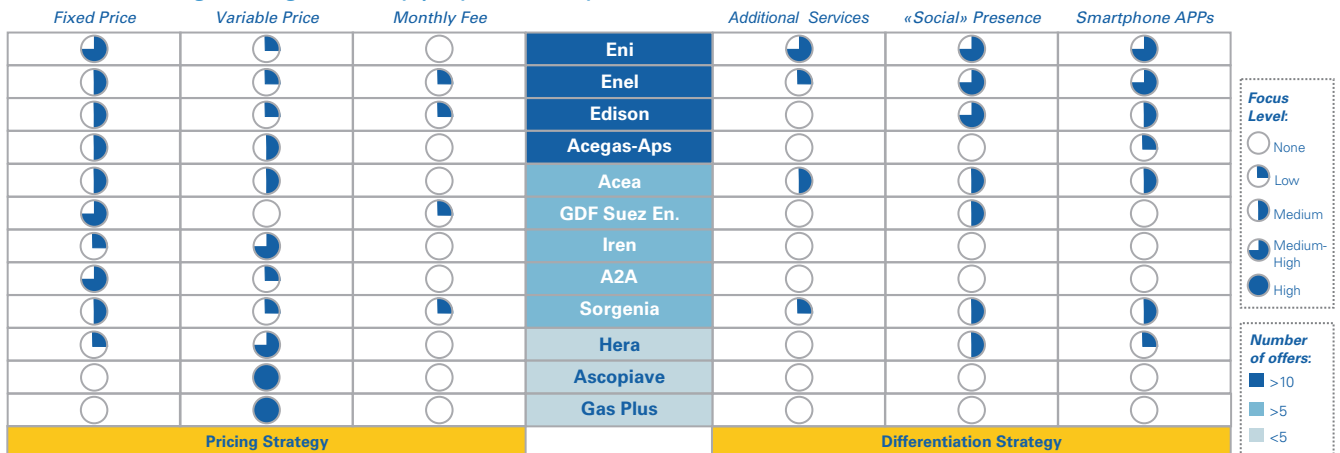 Fixed Price Variable Price Monthly Fee Additional Services «Social» Presence Smartphone APPs
Eni
Enel
Edison
Acegas-Aps
Acea
GDF Suez En.
Iren
A2A
Sorgenia
Hera
Ascopiave
Gas Plus
Pricing Strategy Differentiation Strategy
Focus
Level:
None
Low
Medium
Medium-
High
High
Number
of offers:
>10
>5
<5